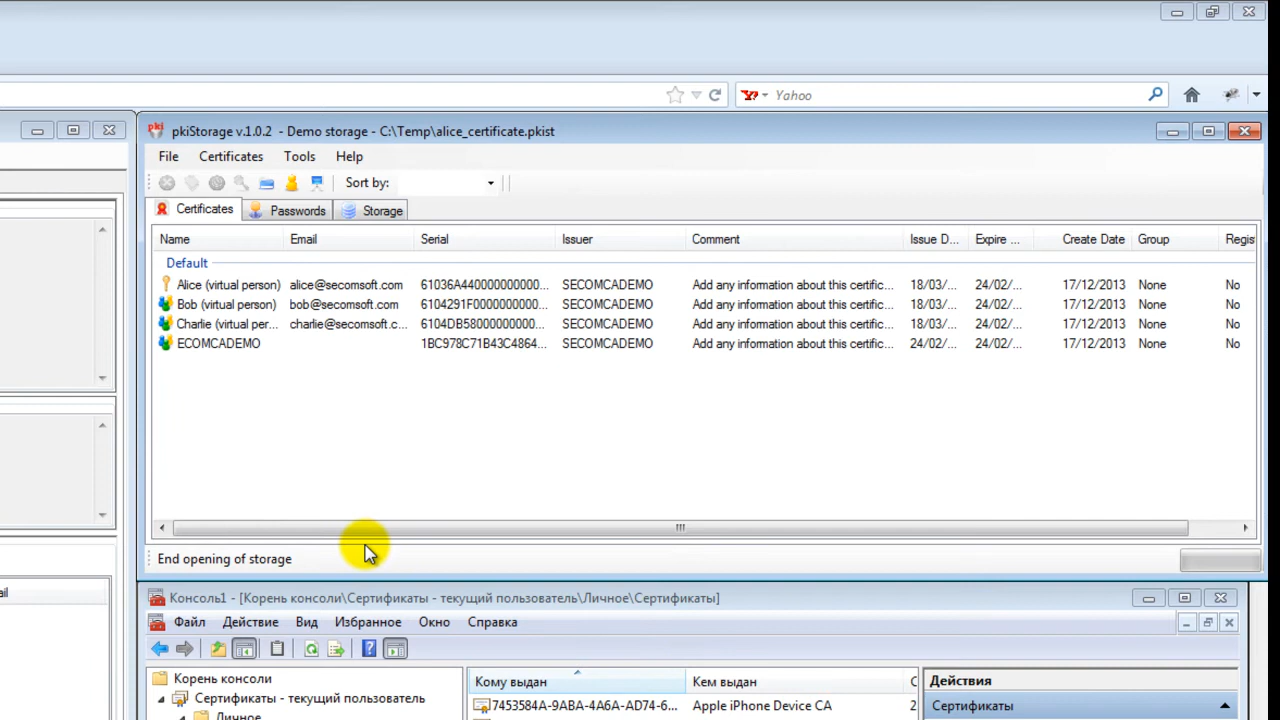 Yahoo
pkiStorage v.1.0.2 - Demo storage - C:\Temp\alice_certificate.pkist
File Certificates Tools Help
Sort by:
Certificates Passwords Storage
Name Email Serial Issuer Comment Issue D... Expire ... Create Date Group Regis
Default
Alice (virtual person) alice@secomsoft.com 61036A440000000000... SECOMCADEMO Add any information about this certific... 18/03/... 24/02/... 17/12/2013 None No
Bob (virtual person) bob@secomsoft.com 6104291F0000000000... SECOMCADEMO Add any information about this certific... 18/03/... 24/02/... 17/12/2013 None No
Charlie (virtual per... charlie@secomsoft.c... 6104DB58000000000... SECOMCADEMO Add any information about this certific... 18/03/... 24/02/... 17/12/2013 None No
ECOMCADEMO 1BC978C71B43C4864... SECOMCADEMO Add any information about this certific... 24/02/... 24/02/... 17/12/2013 None No
End opening of storage
ail
Консоль1 - [Корень консоли\Сертификаты - текущий пользователь\Личное\Сертификаты]
Файл Действие Вид Избранное Окно Справка
Корень консоли Кому выдан Кем выдан С Действия
Сертификаты - текущий пользователь 7453584A-9ABA-4A6A-AD74-6... Apple iPhone Device CA 2 Сертификаты
Личное